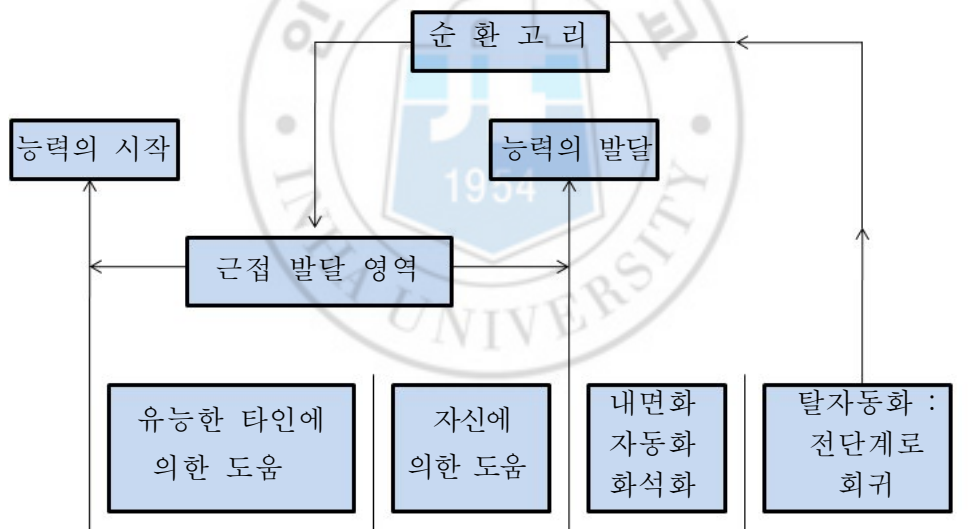 순 환 고 리
능력의 시작
능력의 발달
1954
INHA UNIVERSITY
근접 발달 영역
유능한 타인에
의한 도움
자신에
의한 도움
내면화
자동화
화석화
탈자동화 :
전단계로
회귀